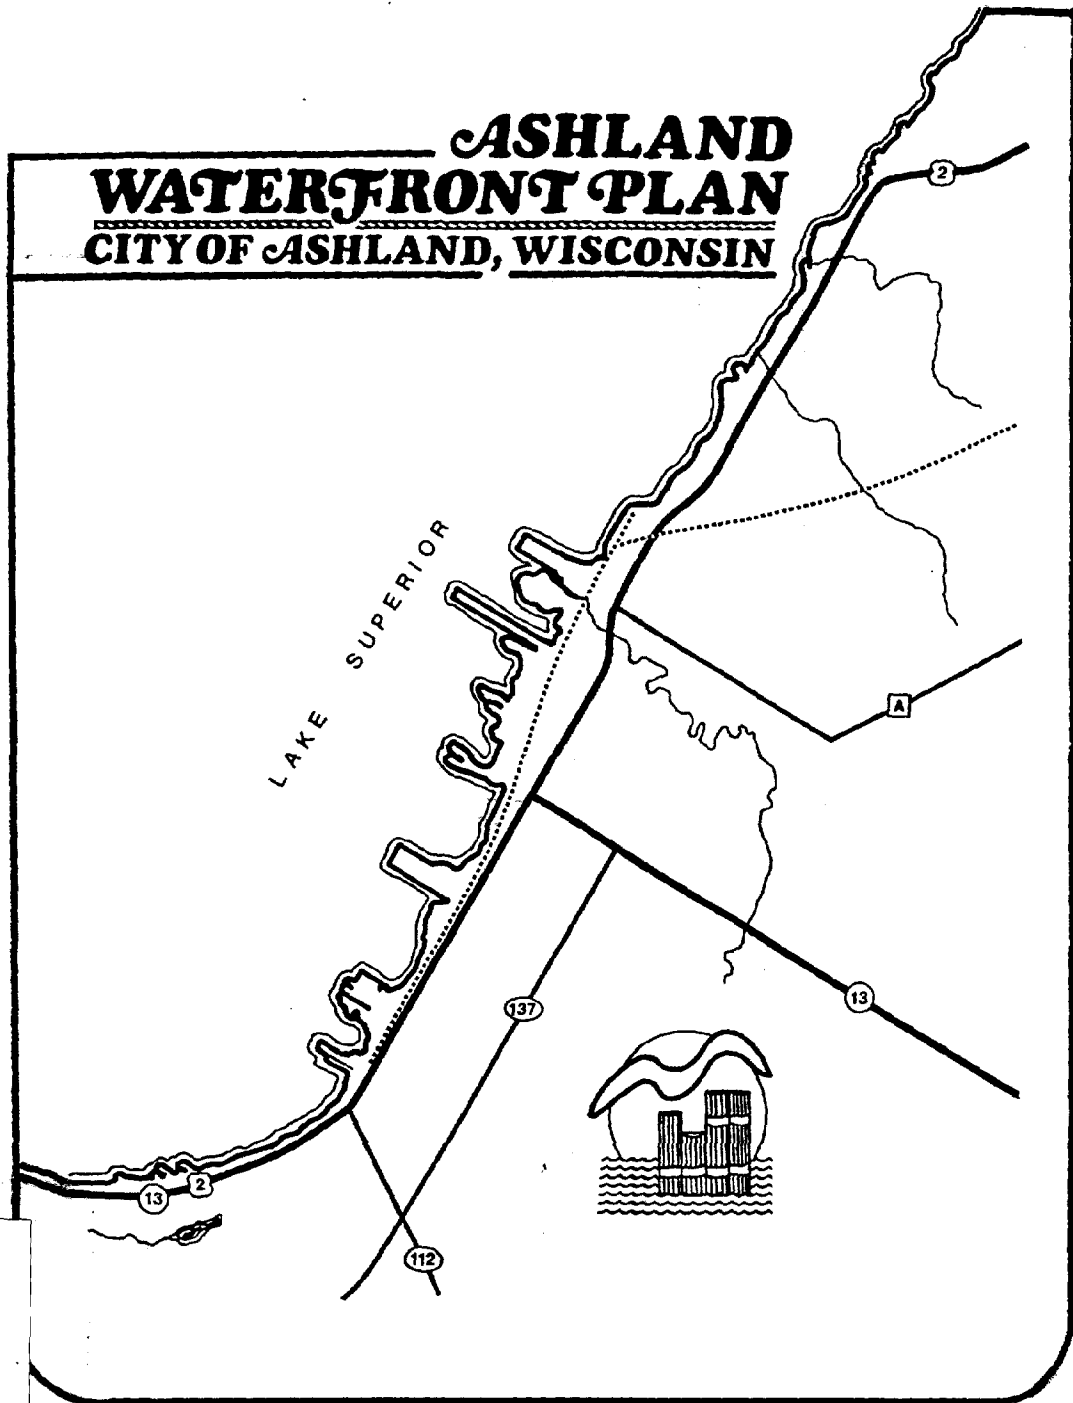 ASHLAND
WATERFRONT PLAN
CITY OF ASHLAND, WISCONSIN
2
LAKE SUPERIOR
A
13
137
2
13
112